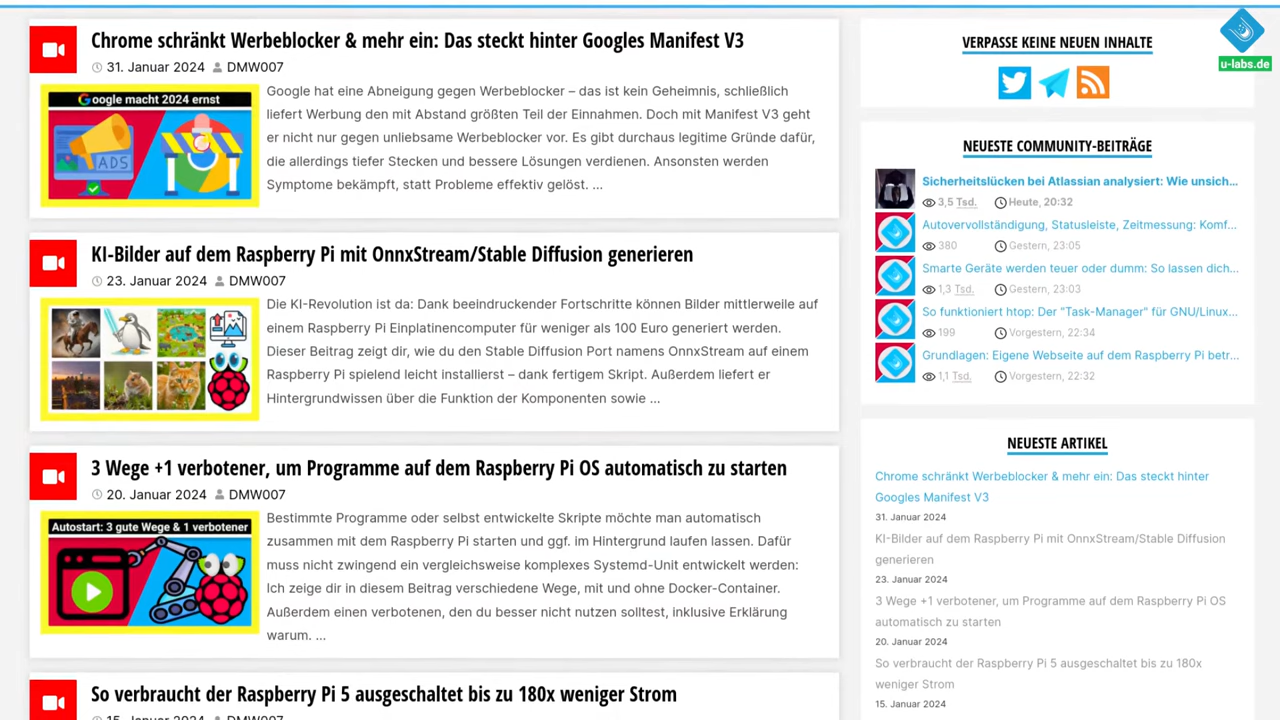 Chrome schränkt Werbeblocker & mehr ein: Das steckt hinter Googles Manifest V3
31. Januar 2024 DMW007
Google macht 2024 ernst
ADS
Google hat eine Abneigung gegen Werbeblocker – das ist kein Geheimnis, schließlich
liefert Werbung den mit Abstand größten Teil der Einnahmen. Doch mit Manifest V3 geht
er nicht nur gegen unliebsame Werbeblocker vor. Es gibt durchaus legitime Gründe dafür,
die allerdings tiefer Stecken und bessere Lösungen verdienen. Ansonsten werden
Symptome bekämpft, statt Probleme effektiv gelöst. ...
KI-Bilder auf dem Raspberry Pi mit OnnxStream/Stable Diffusion generieren
23. Januar 2024 DMW007
Die KI-Revolution ist da: Dank beeindruckender Fortschritte können Bilder mittlerweile auf
einem Raspberry Pi Einplatinencomputer für weniger als 100 Euro generiert werden.
Dieser Beitrag zeigt dir, wie du den Stable Diffusion Port namens OnnxStream auf einem
Raspberry Pi spielend leicht installierst – dank fertigem Skript. Außerdem liefert er
Hintergrundwissen über die Funktion der Komponenten sowie ...
3 Wege +1 verbotener, um Programme auf dem Raspberry Pi OS automatisch zu starten
20. Januar 2024 DMW007
Autostart: 3 gute Wege & 1 verbotener
Bestimmte Programme oder selbst entwickelte Skripte möchte man automatisch
zusammen mit dem Raspberry Pi starten und ggf. im Hintergrund laufen lassen. Dafür
muss nicht zwingend ein vergleichsweise komplexes Systemd-Unit entwickelt werden:
Ich zeige dir in diesem Beitrag verschiedene Wege, mit und ohne Docker-Container.
Außerdem einen verbotenen, den du besser nicht nutzen solltest, inklusive Erklärung
warum. ...
So verbraucht der Raspberry Pi 5 ausgeschaltet bis zu 180x weniger Strom
15. Januar 2024 DMW007
VERPASSE KEINE NEUEN INHALTE
u-labs.de
NEUESTE COMMUNITY-BEITRÄGE
Sicherheitslücken bei Atlassian analysiert: Wie unsich...
3,5 Tsd. Heute, 20:32
Autovervollständigung, Statusleiste, Zeitmessung: Komf...
380 Gestern, 23:05
Smarte Geräte werden teuer oder dumm: So lassen dich...
1,3 Tsd. Gestern, 23:03
So funktioniert htop: Der "Task-Manager" für GNU/Linux...
199 Vorgestern, 22:34
Grundlagen: Eigene Webseite auf dem Raspberry Pi betr...
1,1 Tsd. Vorgestern, 22:32
NEUESTE ARTIKEL
Chrome schränkt Werbeblocker & mehr ein: Das steckt hinter
Googles Manifest V3
31. Januar 2024
KI-Bilder auf dem Raspberry Pi mit OnnxStream/Stable Diffusion
generieren
23. Januar 2024
3 Wege +1 verbotener, um Programme auf dem Raspberry Pi OS
automatisch zu starten
20. Januar 2024
So verbraucht der Raspberry Pi 5 ausgeschaltet bis zu 180x
weniger Strom
15. Januar 2024